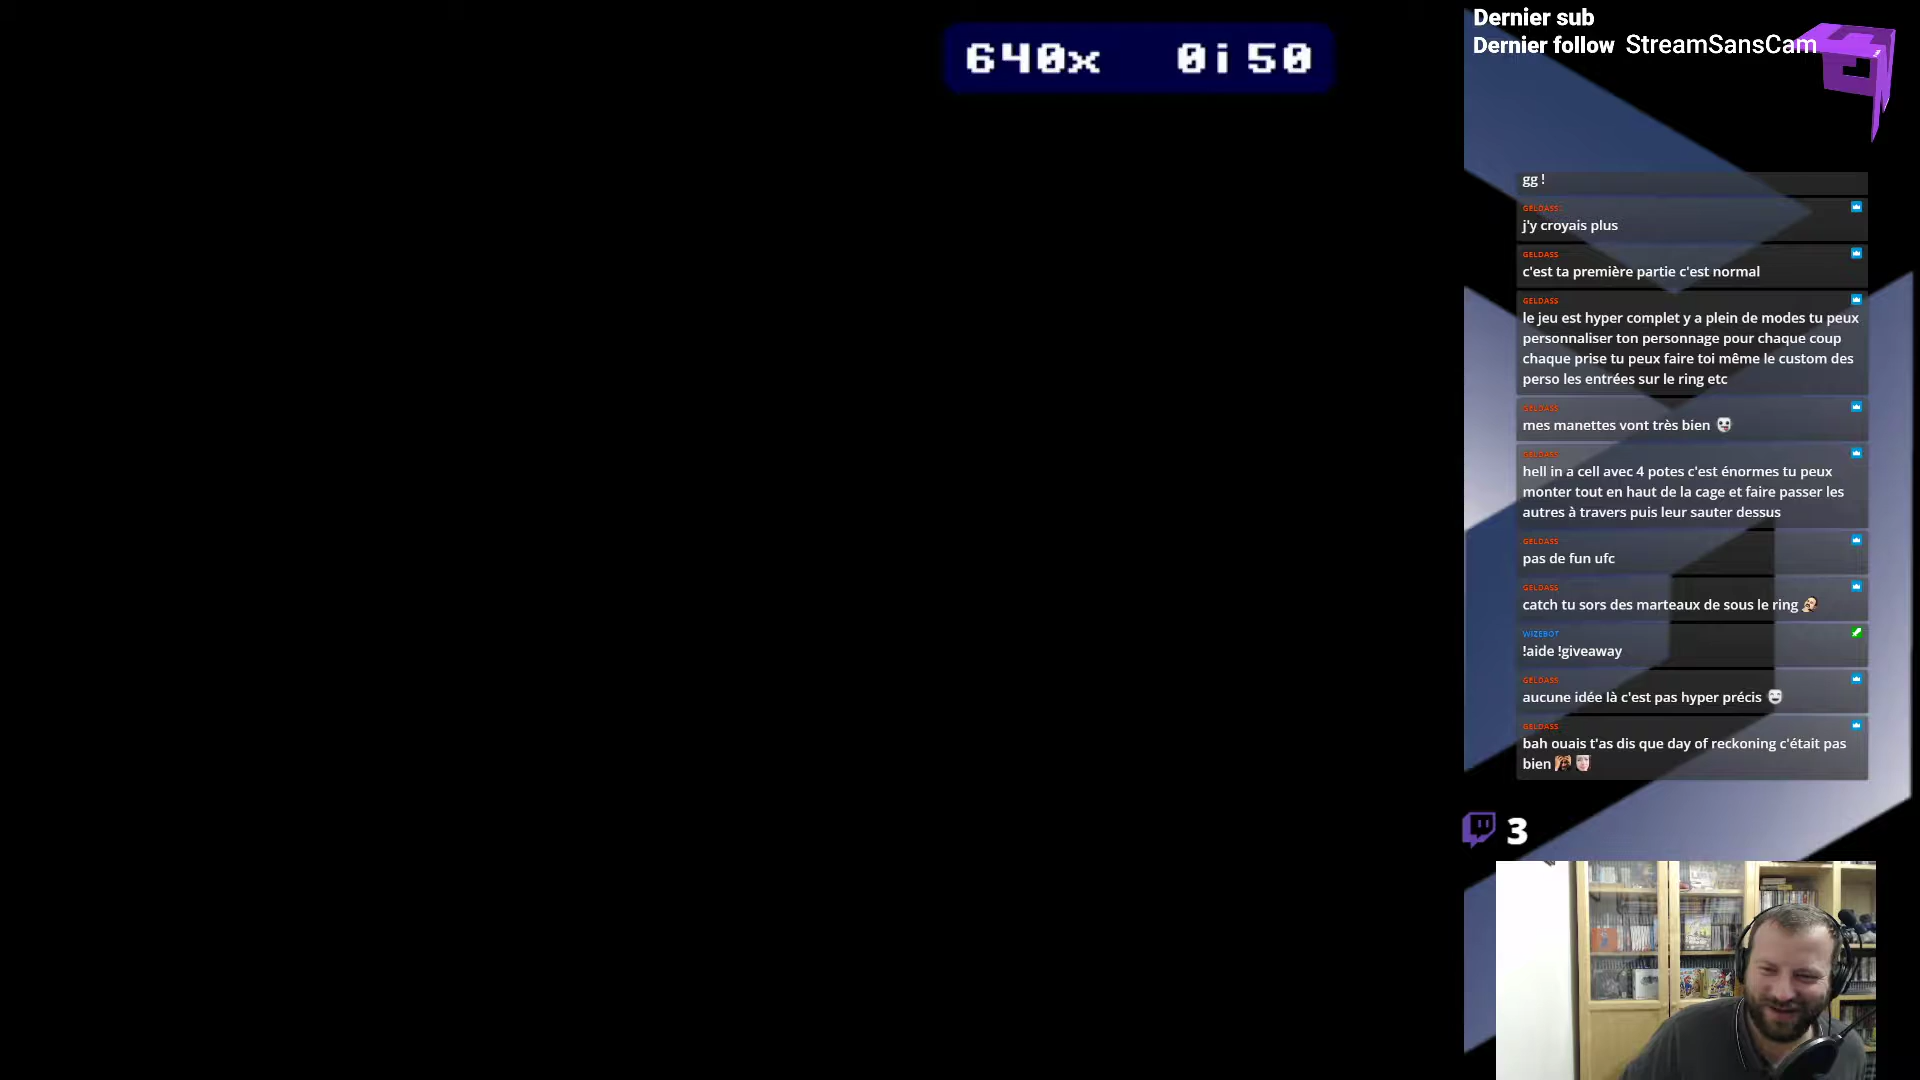 640x 0i50
Dernier sub
Dernier follow StreamSansCam
gg !
GELDASS
j'y croyais plus
GELDASS
c'est ta première partie c'est normal
GELDASS
le jeu est hyper complet y a plein de modes tu peux
personnaliser ton personnage pour chaque coup
chaque prise tu peux faire toi même le custom des
perso les entrées sur le ring etc
GELDASS
mes manettes vont très bien
GELDASS
hell in a cell avec 4 potes c'est énormes tu peux
monter tout en haut de la cage et faire passer les
autres à travers puis leur sauter dessus
GELDASS
pas de fun ufc
GELDASS
catch tu sors des marteaux de sous le ring
WIZEBOT
!aide !giveaway
GELDASS
aucune idée là c'est pas hyper précis
GELDASS
bah ouais t'as dis que day of reckoning c'était pas
bien
3